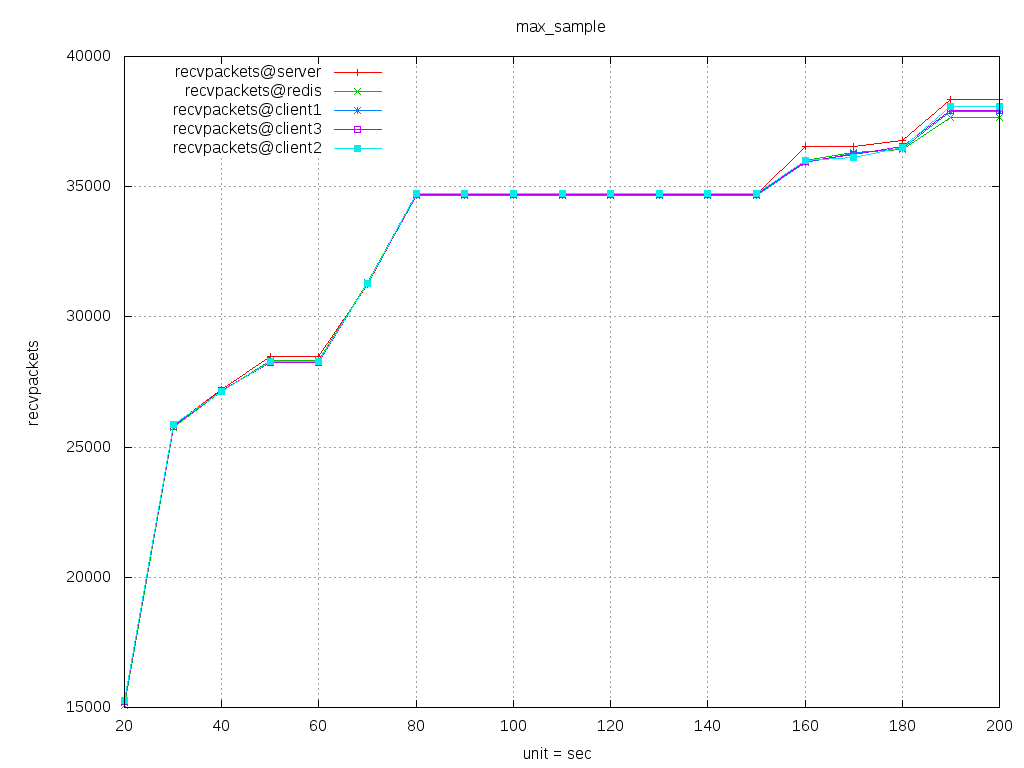 max_sample
40000
35000
30000
25000
20000
15000
recvpackets@server
recvpackets@redis
recvpackets@client1
recvpackets@client3
recvpackets@client2
recvpackets
20 40 60 80 100 120 140 160 180 200
unit = sec